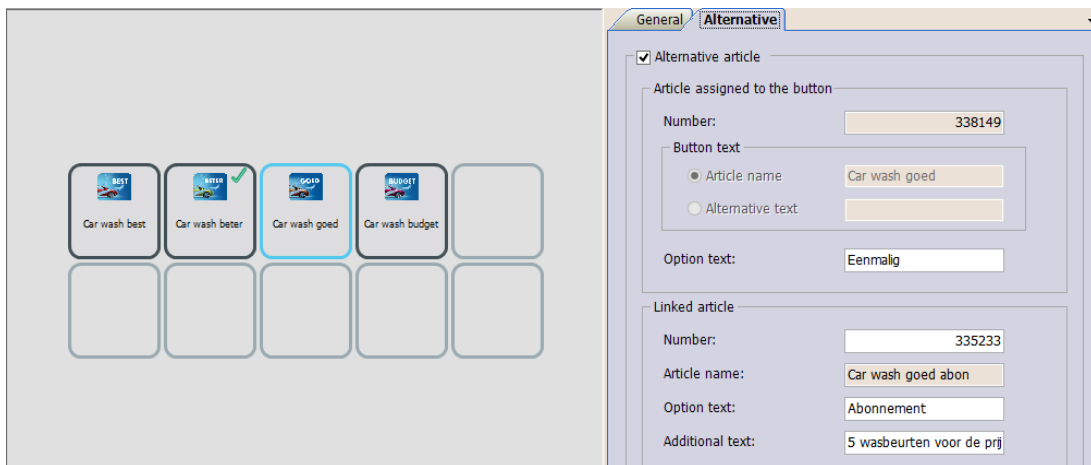 General
Alternative
Alternative article
Article assigned to the button
Number:
338149
Button text
Article name
Car wash goed
Alternative text
Option text:
Eenmalig
Linked article
Number:
335233
Article name:
Car wash goed abon
Option text:
Abonnement
Additional text:
5 wasbeurten voor de prij
BEST
BETER
GOED
BUDGET
Car wash best
Car wash beter
Car wash goed
Car wash budget